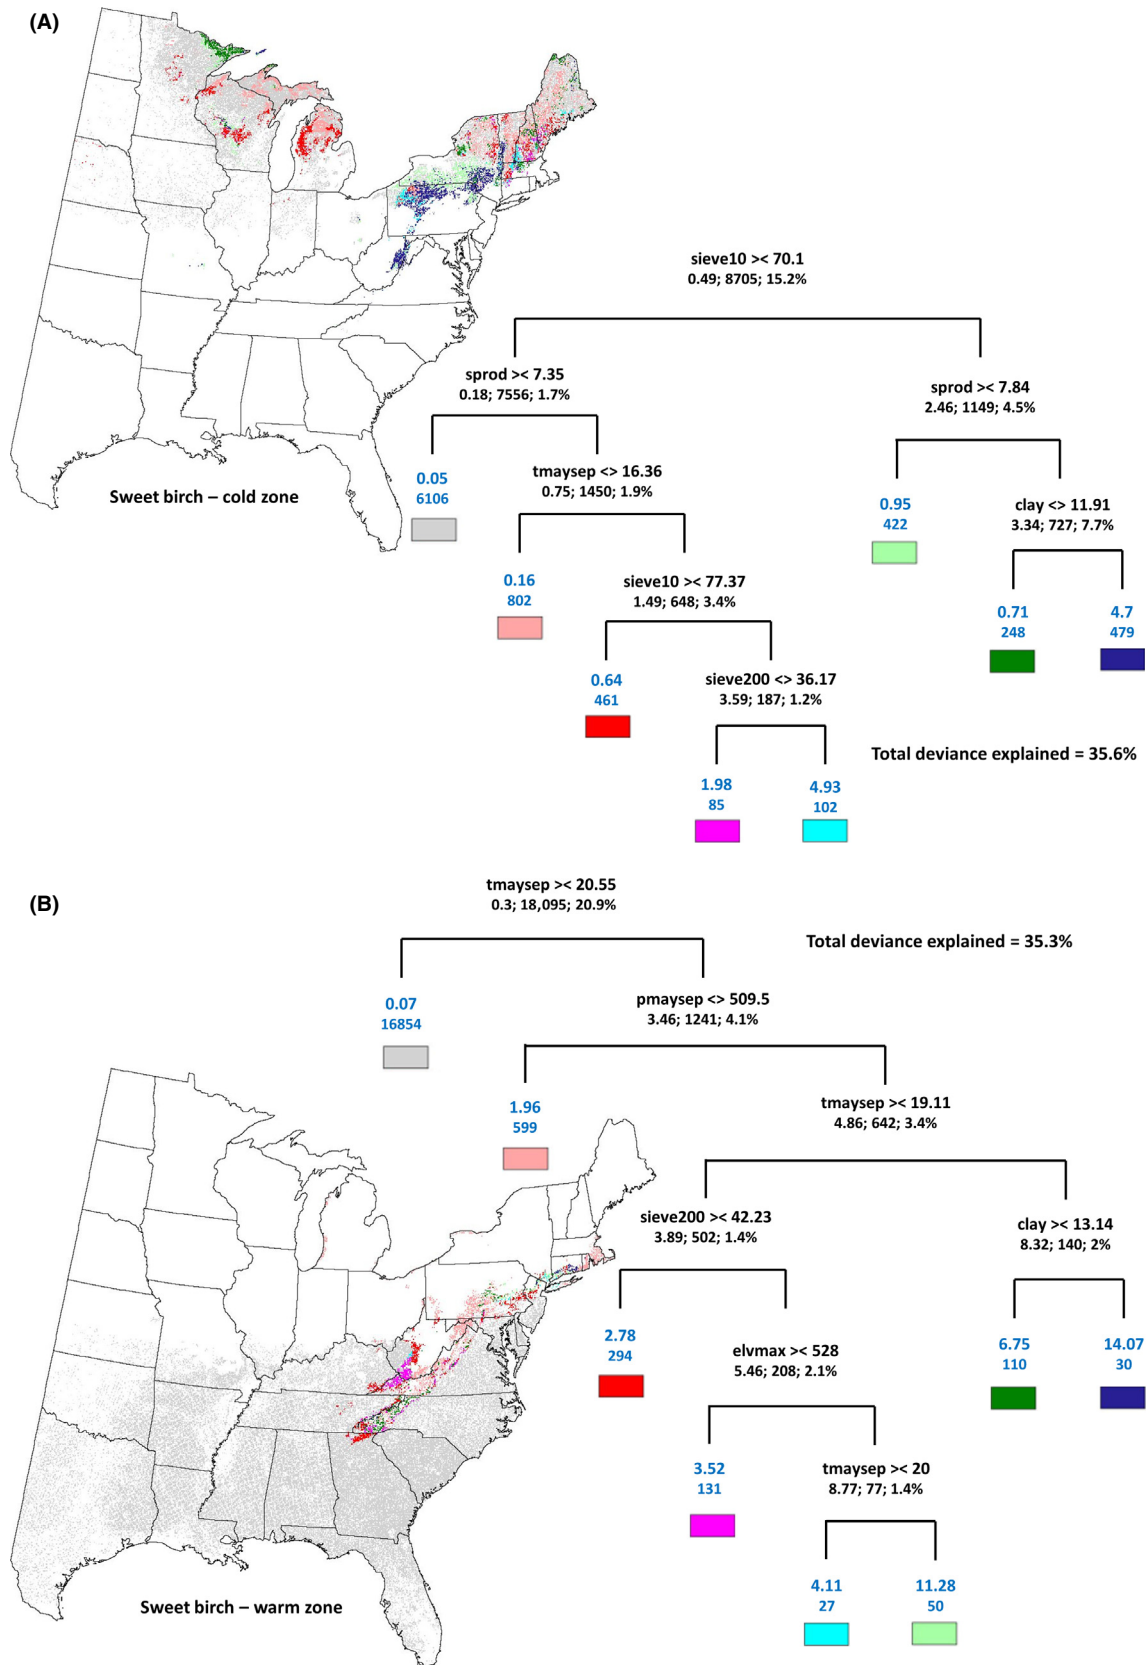 (A)
sieve10 >< 70.1
0.49; 8705; 15.2%
sprod >< 7.35
0.18; 7556; 1.7%
sprod >< 7.84
2.46; 1149; 4.5%
0.05
6106
tmaysep <> 16.36
0.75; 1450; 1.9%
0.95
422
clay <> 11.91
3.34; 727; 7.7%
Sweet birch – cold zone
0.16
802
sieve10 >< 77.37
1.49; 648; 3.4%
0.71
248
4.7
479
0.64
461
sieve200 <> 36.17
3.59; 187; 1.2%
Total deviance explained = 35.6%
1.98
85
4.93
102
(B)
tmaysep >< 20.55
0.3; 18,095; 20.9%
Total deviance explained = 35.3%
0.07
16854
pmaysep <> 509.5
3.46; 1241; 4.1%
1.96
599
tmaysep >< 19.11
4.86; 642; 3.4%
sieve200 >< 42.23
3.89; 502; 1.4%
clay >< 13.14
8.32; 140; 2%
2.78
294
elvmax >< 528
5.46; 208; 2.1%
6.75
110
14.07
30
3.52
131
tmaysep >< 20
8.77; 77; 1.4%
4.11
27
11.28
50
Sweet birch – warm zone